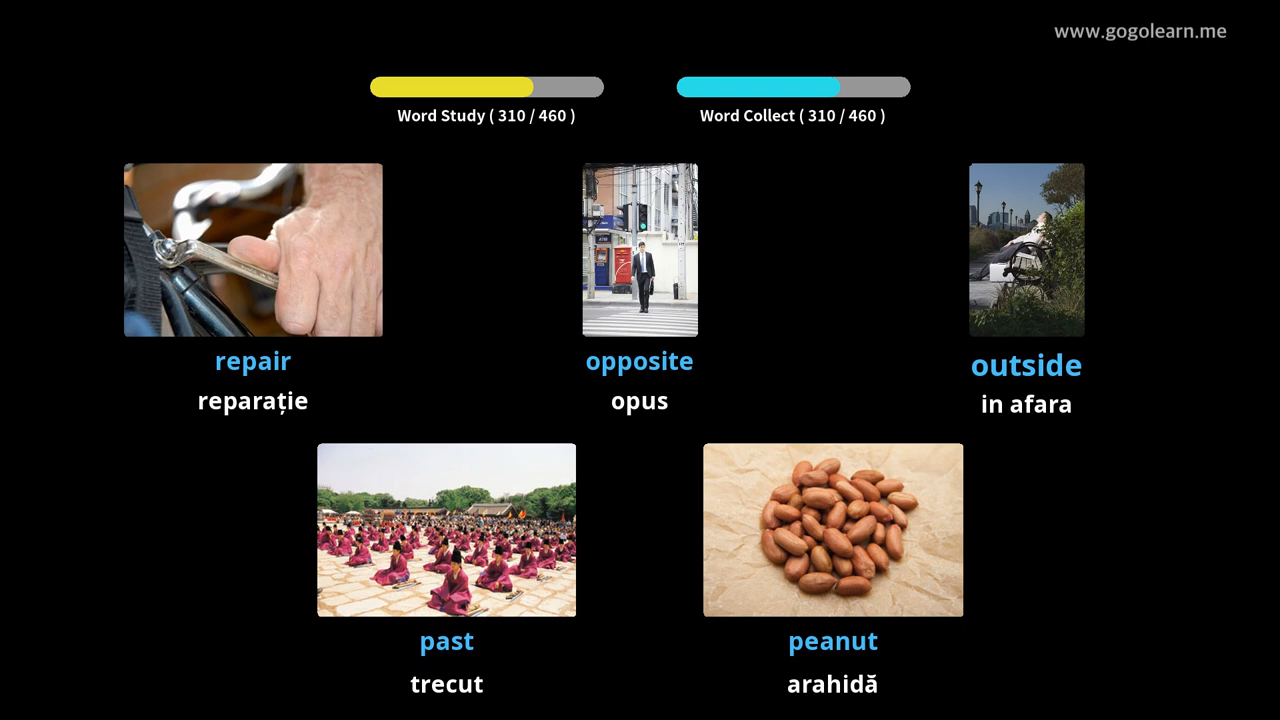 www.gogolearn.me
Word Study ( 310 / 460 )
Word Collect ( 310 / 460 )
repair
reparație
opposite
opus
outside
in afara
past
trecut
peanut
arahidă